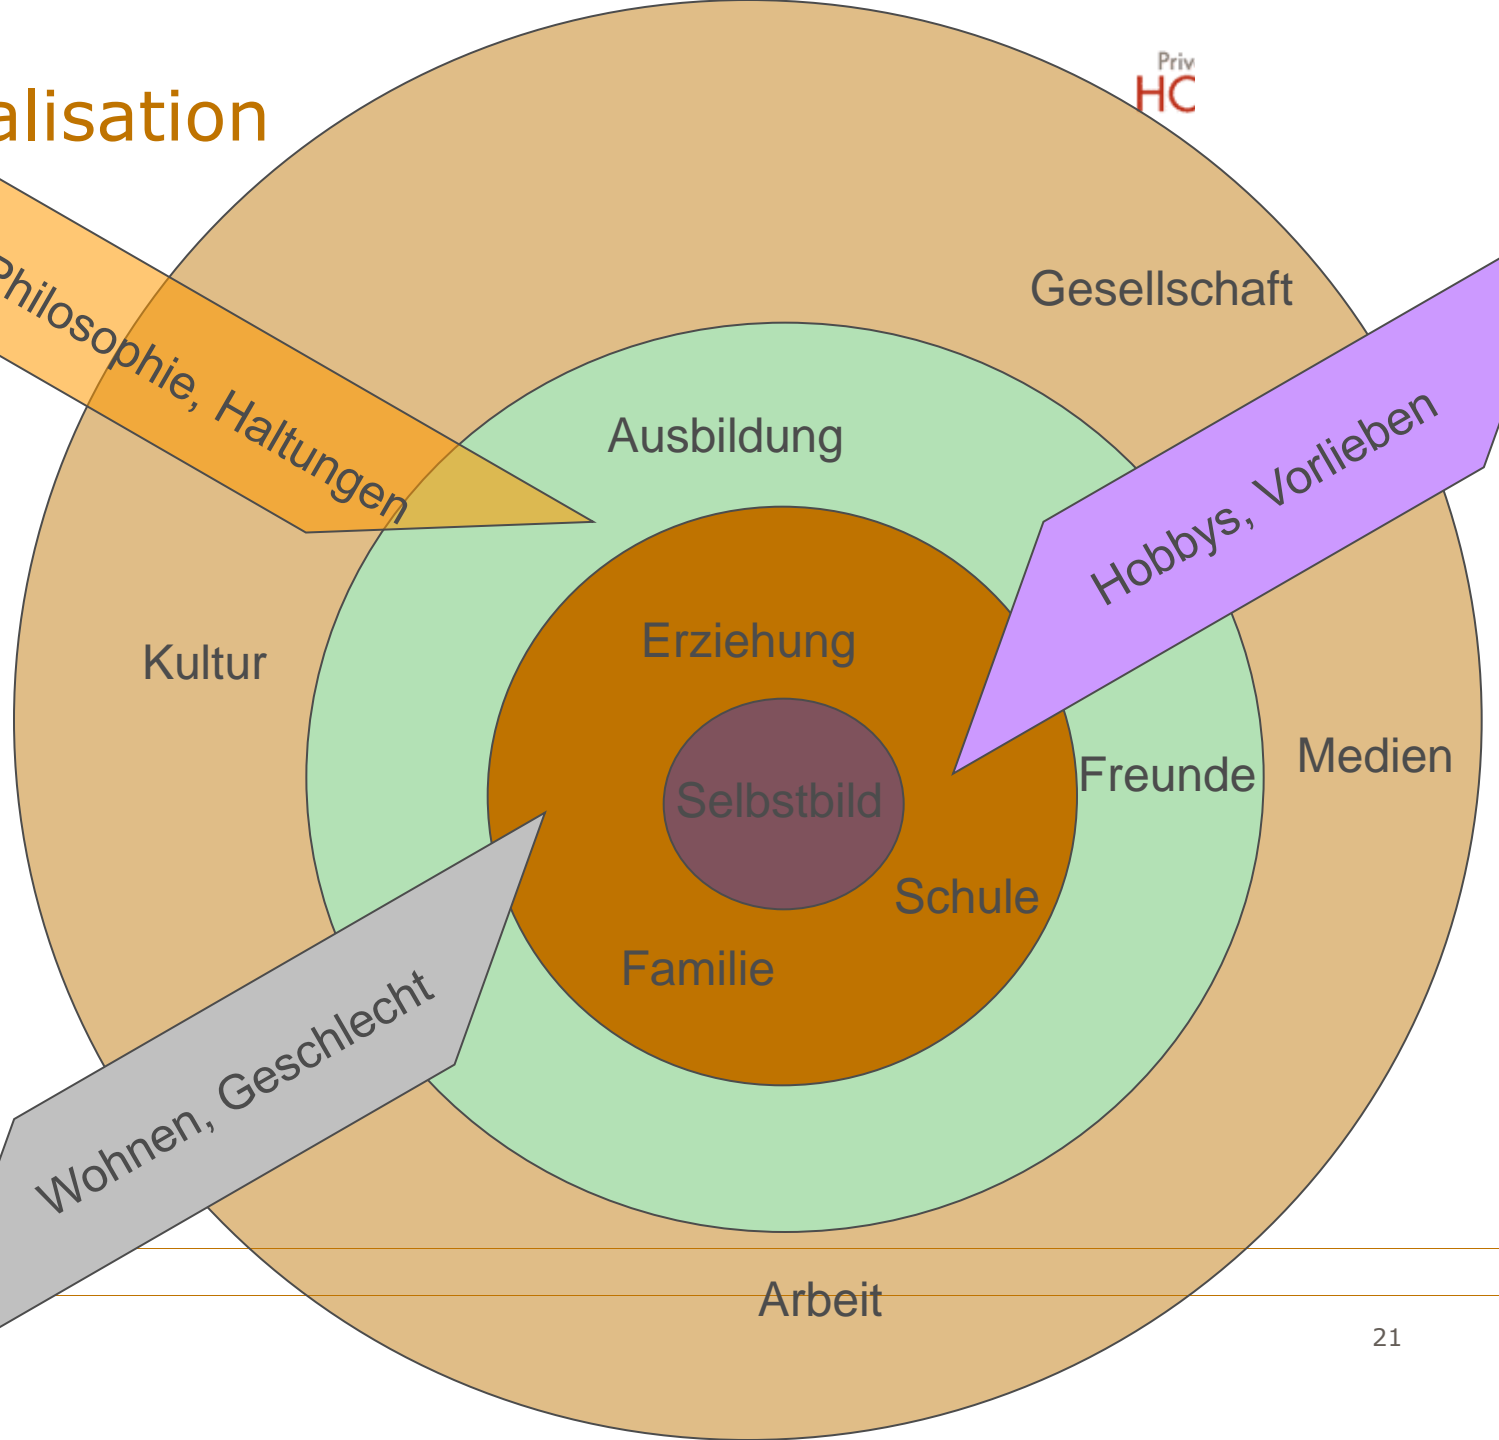 alisation
Priv
HC
Gesellschaft
Philosophie, Haltungen
Ausbildung
Hobbys, Vorlieben
Erziehung
Kultur
Medien
Freunde
Selbstbild
Schule
Familie
Wohnen, Geschlecht
Arbeit
21